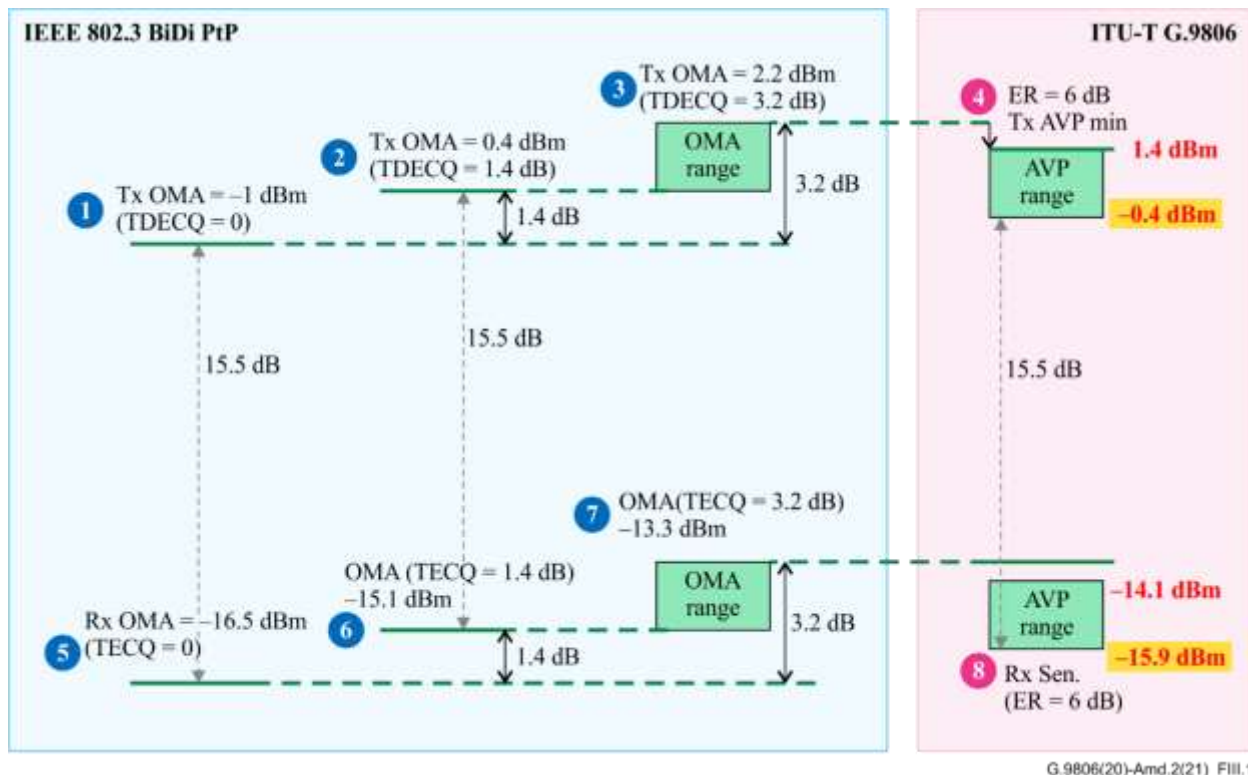 IEEE 802.3 BiDi PtP
ITU-T G.9806
3
Tx OMA = 2.2 dBm
(TDECQ = 3.2 dB)
4
ER = 6 dB
Tx AVP min
2
Tx OMA = 0.4 dBm
(TDECQ = 1.4 dB)
OMA
range
3.2 dB
1.4 dBm
AVP
range
–0.4 dBm
1
Tx OMA = –1 dBm
(TDECQ = 0)
1.4 dB
15.5 dB
15.5 dB
15.5 dB
7
OMA(TECQ = 3.2 dB)
–13.3 dBm
OMA (TECQ = 1.4 dB)
–15.1 dBm
6
OMA
range
3.2 dB
–14.1 dBm
AVP
range
–15.9 dBm
5
Rx OMA = –16.5 dBm
(TECQ = 0)
1.4 dB
8
Rx Sen.
(ER = 6 dB)